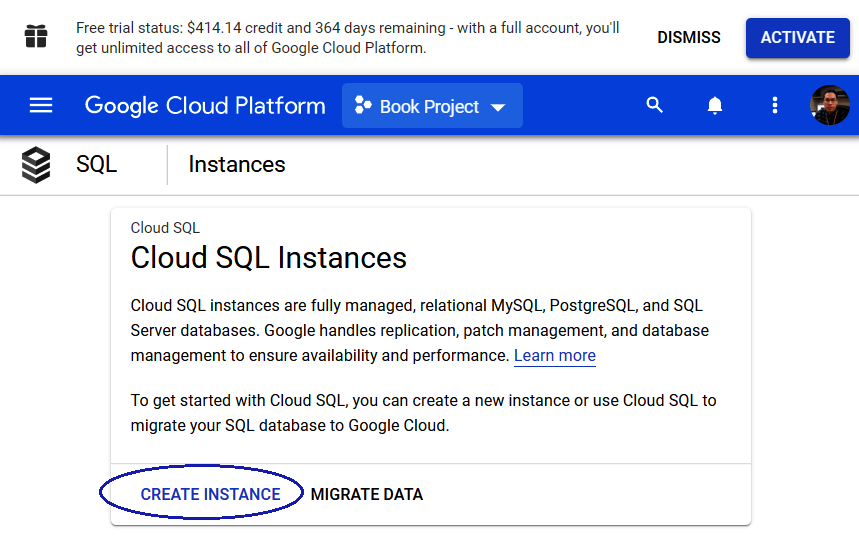 Free trial status: $414.14 credit and 364 days remaining - with a full account, you'll
get unlimited access to all of Google Cloud Platform.
DISMISS
ACTIVATE
Google Cloud Platform
Book Project
SQL
Instances
Cloud SQL
Cloud SQL Instances
Cloud SQL instances are fully managed, relational MySQL, PostgreSQL, and SQL
Server databases. Google handles replication, patch management, and database
management to ensure availability and performance. Learn more
To get started with Cloud SQL, you can create a new instance or use Cloud SQL to
migrate your SQL database to Google Cloud.
CREATE INSTANCE
MIGRATE DATA